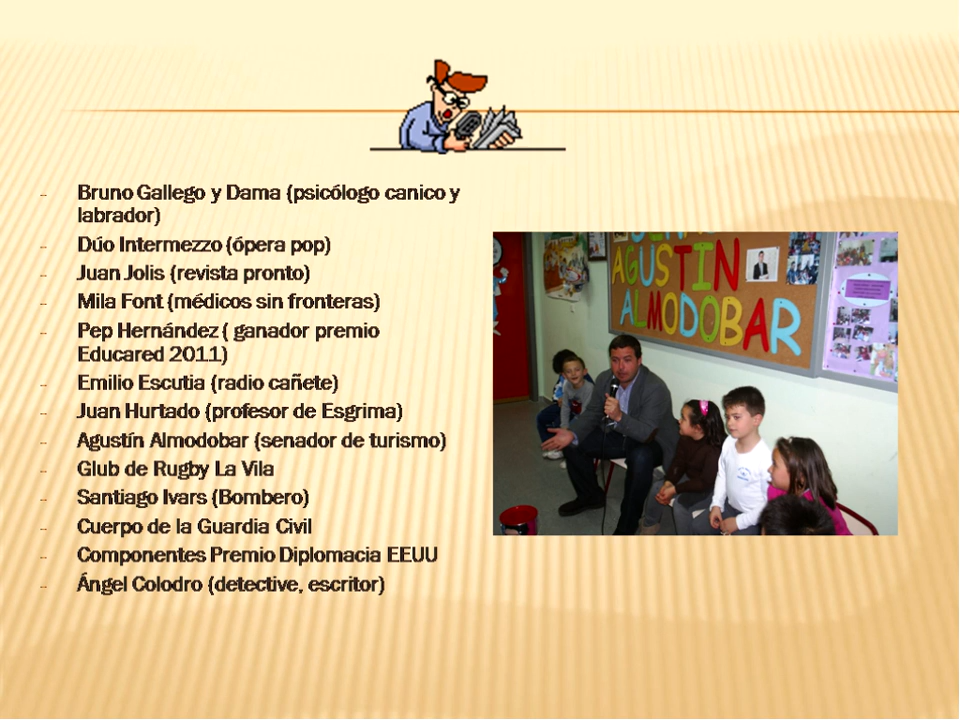 - Bruno Gallego y Dama (psicólogo canico y
labrador)
- Dúo Intermezzo (ópera pop)
- Juan Jolis (revista pronto)
- Mila Font (médicos sin fronteras)
- Pep Hernández ( ganador premio
Educared 2011)
- Emilio Escutia (radio cañete)
- Juan Hurtado (profesor de Esgrima)
- Agustín Almodobar (senador de turismo)
- Glub de Rugby La Vila
- Santiago Ivars (Bombero)
- Cuerpo de la Guardia Civil
- Componentes Premio Diplomacia EEUU
- Ángel Colodro (detective, escritor)
AGUSTIN
ALMODOBAR